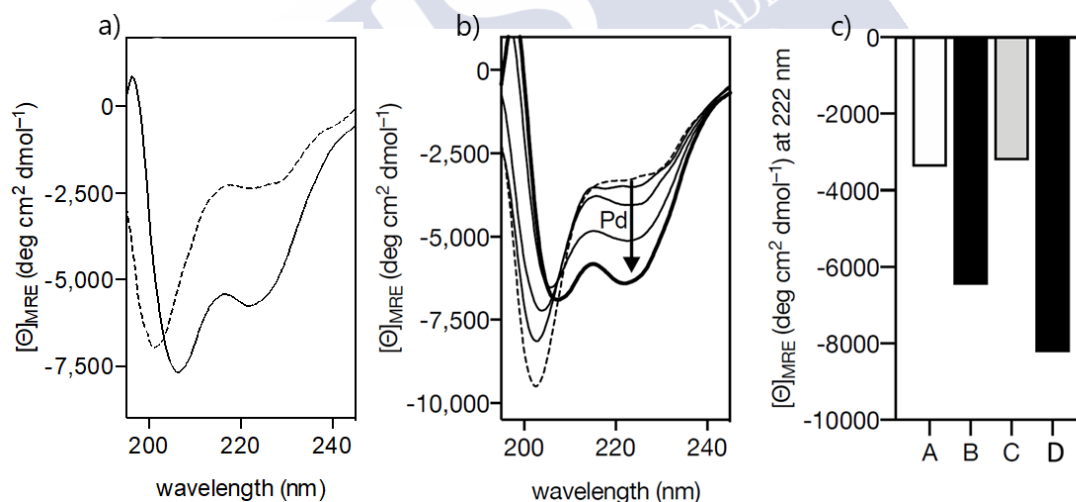 a)
[Θ]MRE (deg cm² dmol⁻¹)
0
-2,500
-5,000
-7,500
200
220
240
wavelength (nm)
b)
[Θ]MRE (deg cm² dmol⁻¹)
0
-2,500
-5,000
-7,500
-10,000
Pd
200
220
240
wavelength (nm)
c)
[Θ]MRE (deg cm² dmol⁻¹) at 222 nm
0
-2000
-4000
-6000
-8000
-10000
A
B
C
D